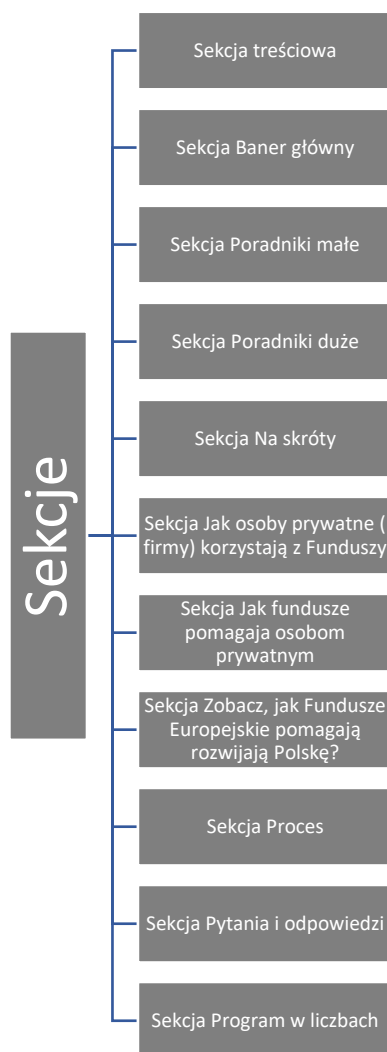 Sekcje
Sekcja treściowa
Sekcja Baner główny
Sekcja Poradniki małe
Sekcja Poradniki duże
Sekcja Na skróty
Sekcja Jak osoby prywatne (
firmy) korzystają z Funduszy
Sekcja Jak fundusze
pomagaja osobom
prywatnym
Sekcja Zobacz, jak Fundusze
Europejskie pomagają
rozwijają Polskę?
Sekcja Proces
Sekcja Pytania i odpowiedzi
Sekcja Program w liczbach